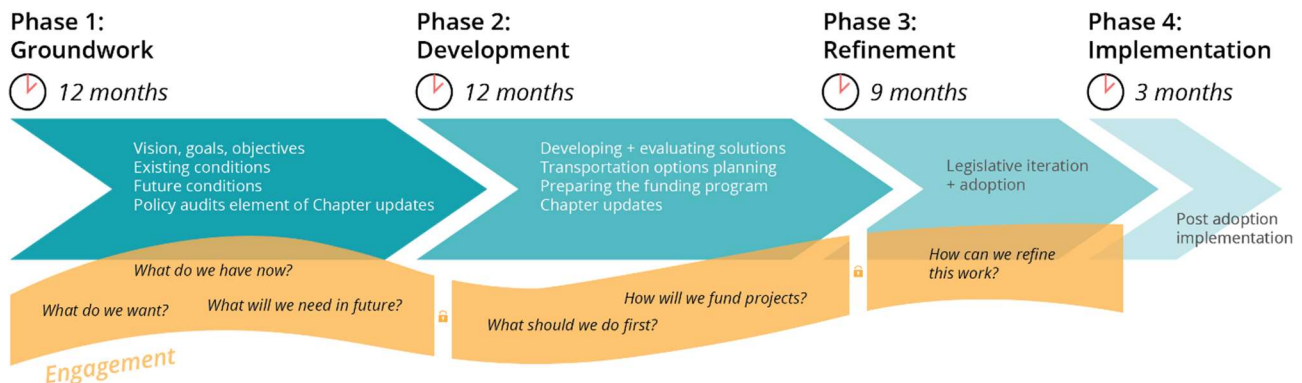 Phase 1:
Groundwork
12 months
Vision, goals, objectives
Existing conditions
Future conditions
Policy audits element of Chapter updates
What do we have now?
What do we want?
What will we need in future?
Engagement
Phase 2:
Development
12 months
Developing + evaluating solutions
Transportation options planning
Preparing the funding program
Chapter updates
How will we fund projects?
What should we do first?
Phase 3:
Refinement
9 months
Legislative iteration
+ adoption
How can we refine
this work?
Phase 4:
Implementation
3 months
Post adoption
implementation